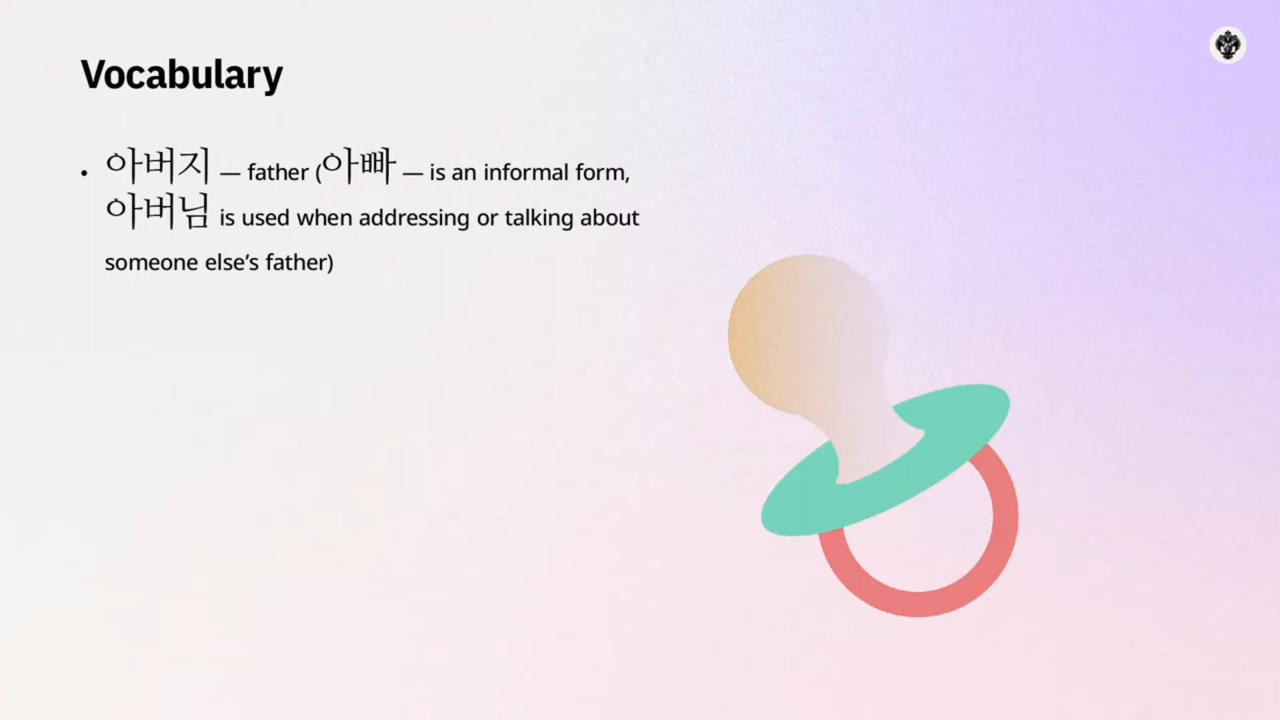 Vocabulary
• 아버지 — father (아빠 — is an informal form,
아버님 is used when addressing or talking about
someone else’s father)